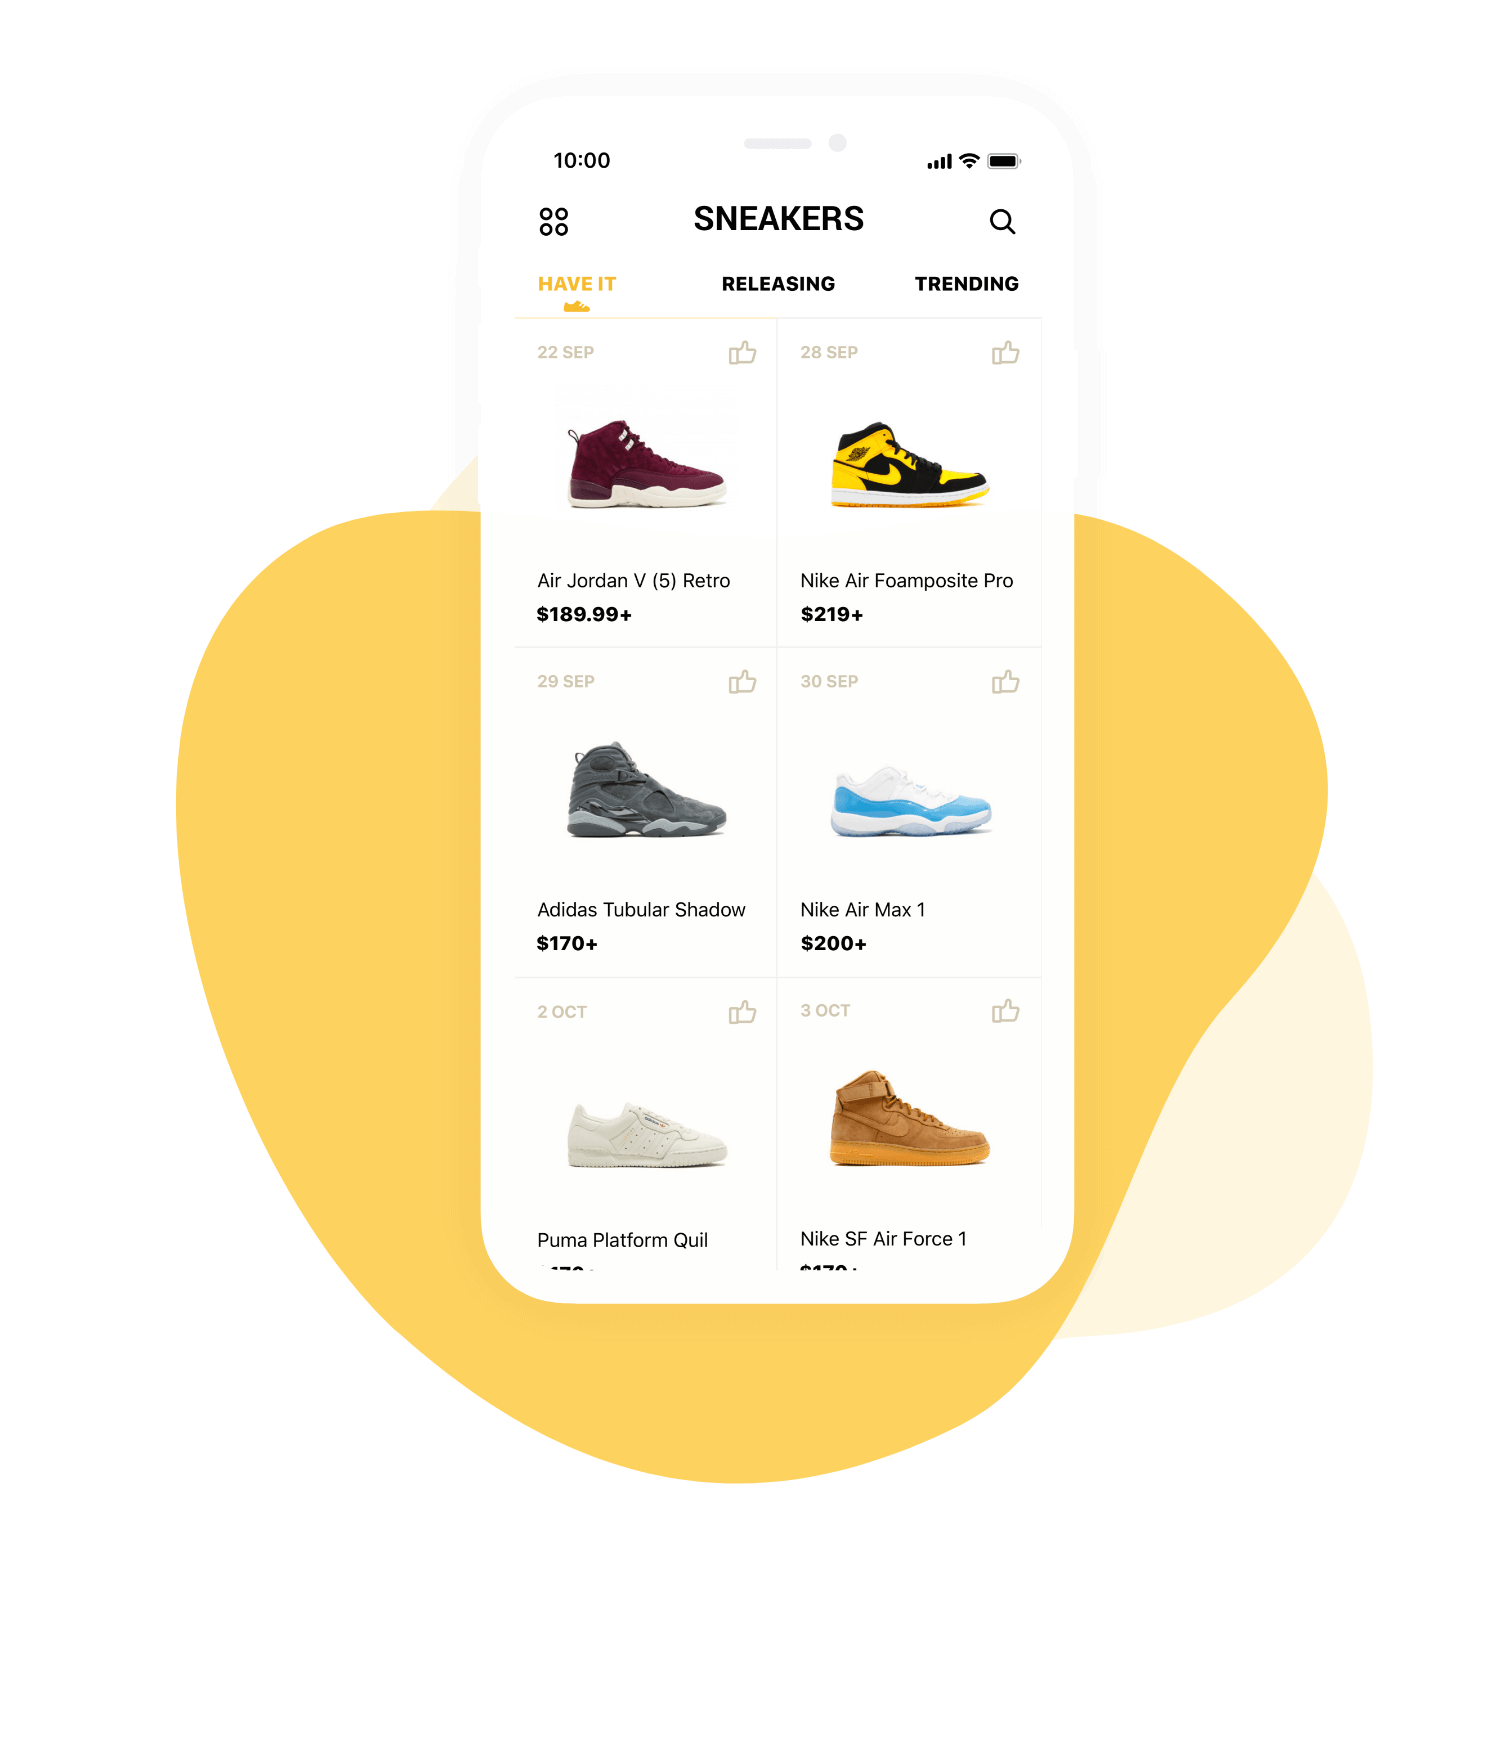 10:00
SNEAKERS
HAVE IT
RELEASING
TRENDING
22 SEP
28 SEP
Air Jordan V (5) Retro
Nike Air Foamposite Pro
$189.99+
$219+
29 SEP
30 SEP
Adidas Tubular Shadow
Nike Air Max 1
$170+
$200+
2 OCT
3 OCT
Puma Platform Quil
Nike SF Air Force 1